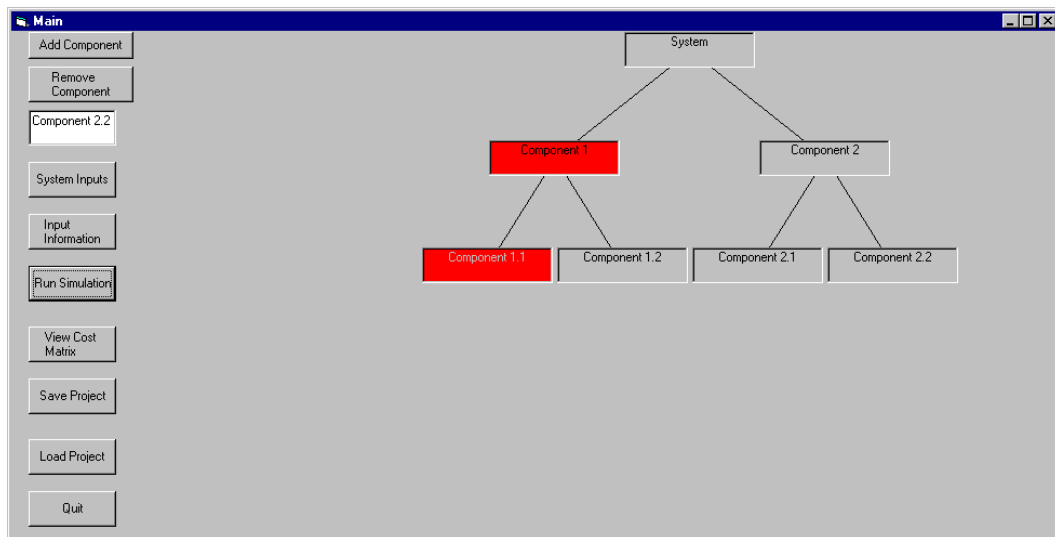 Main
Add Component
System
Remove
Component
Component 2.2
Component 1
Component 2
System Inputs
Input
Information
Component 1.1
Component 1.2
Component 2.1
Component 2.2
Run Simulation
View Cost
Matrix
Save Project
Load Project
Quit